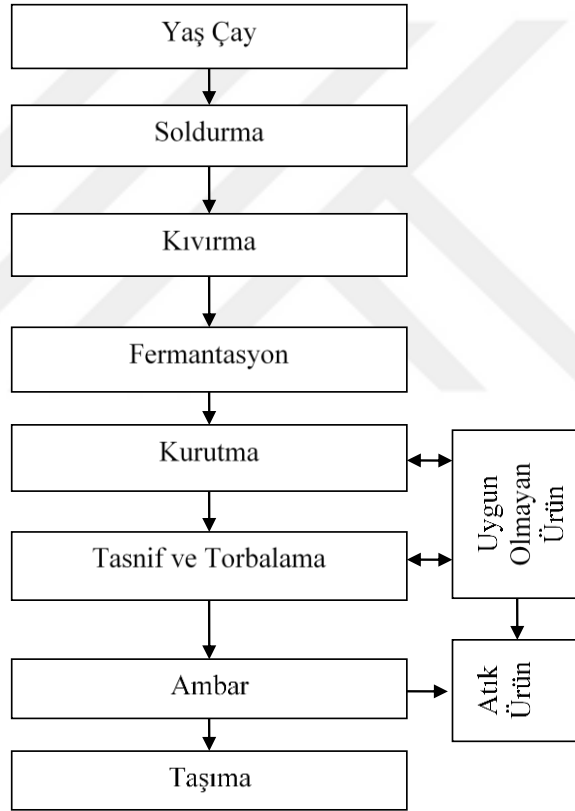 Yaş Çay
Soldurma
Kıvırma
Fermantasyon
Kurutma
Uygun
Olmayan
Ürün
Tasnif ve Torbalama
Ambar
Atık
Ürün
Taşıma